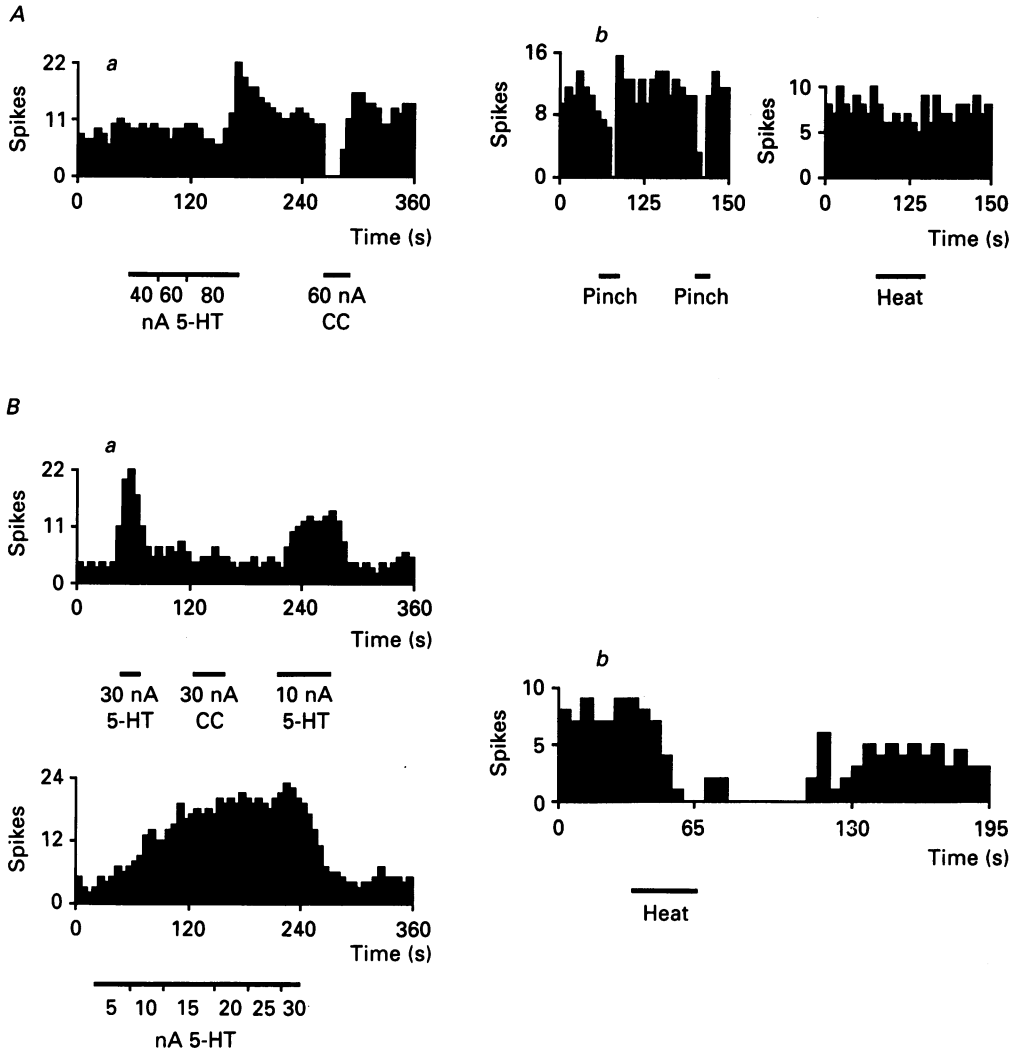 A
a
22
11
0
Spikes
0 120 240 360
Time (s)
40 60 80
nA 5-HT
60 nA
CC
b
16
8
0
Spikes
0 125 150
Time (s)
Pinch Pinch
10
5
0
Spikes
0 125 150
Time (s)
Heat
B
a
22
11
0
Spikes
0 120 240 360
Time (s)
30 nA
5-HT
30 nA
CC
10 nA
5-HT
24
12
0
Spikes
0 120 240 360
Time (s)
5 10 15 20 25 30
nA 5-HT
b
10
5
0
Spikes
0 65 130 195
Time (s)
Heat